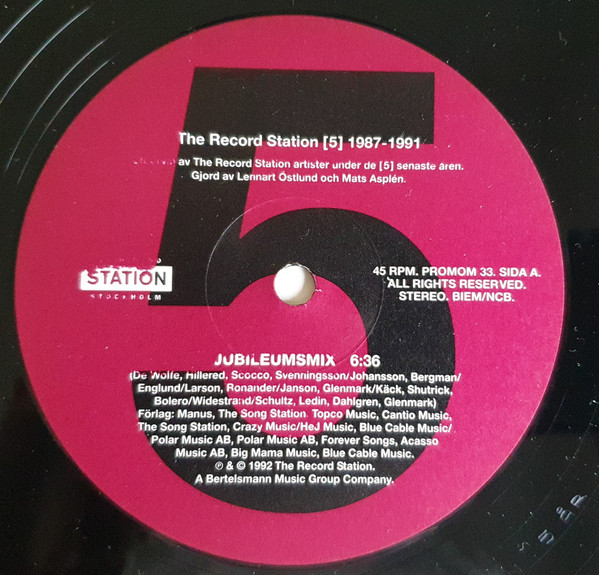 5
The Record Station [5] 1987-1991
av The Record Station artister under de [5] senaste åren.
Gjord av Lennart Östlund och Mats Asplén.
STATION
STOCKHOLM
45 RPM. PROMOM 33. SIDA A.
ALL RIGHTS RESERVED.
STEREO. BIEM/NCB.
JUBILEUMSMIX 6:36
(De Wolfe, Hillered, Scocco, Svenningsson/Johansson, Bergman/
Englund/Larson, Ronander/Janson, Glenmark/Käck, Shutrick,
Bolero/Widestrand/Schultz, Ledin, Dahlgren, Glenmark)
Förlag: Manus, The Song Station. Topco Music, Cantio Music,
The Song Station, Crazy Music/HeJ Music, Blue Cable Music/
Polar Music AB, Polar Music AB, Forever Songs, Acasso
Music AB, Big Mama Music, Blue Cable Music.
℗ & © 1992 The Record Station.
A Bertelsmann Music Group Company.
5 ÅR